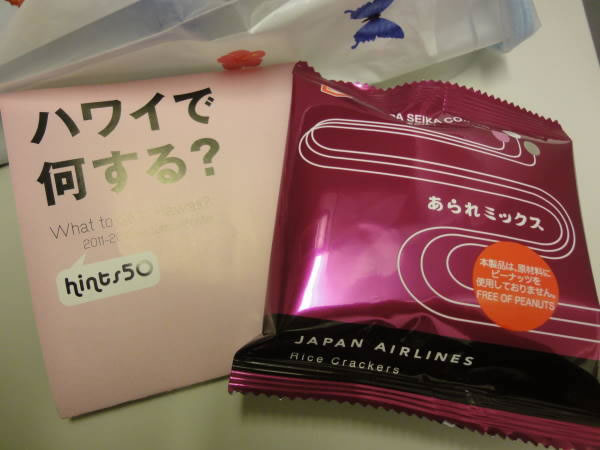 ハワイで
何する?
What to
2011-20
hints50
SEIKA CO
あられミックス
本製品は、原材料に
ピーナッツを
使用しておりません。
FREE OF PEANUTS
JAPAN AIRLINES
Rice Crackers